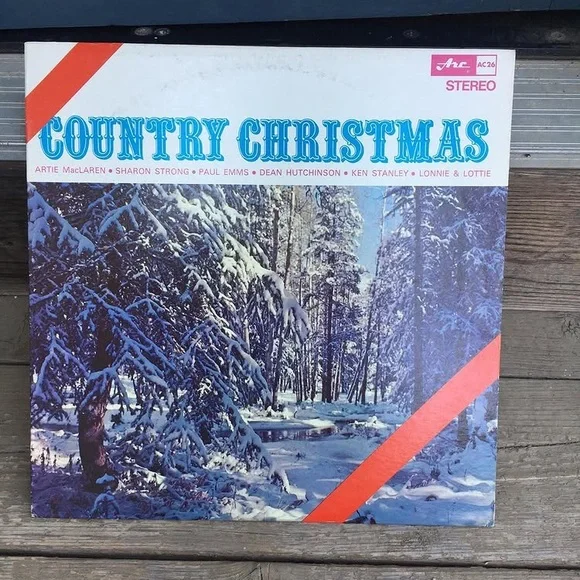 Arc AC26
STEREO
COUNTRY CHRISTMAS
ARTIE MacLAREN • SHARON STRONG • PAUL EMMS • DEAN HUTCHINSON • KEN STANLEY • LONNIE & LOTTIE